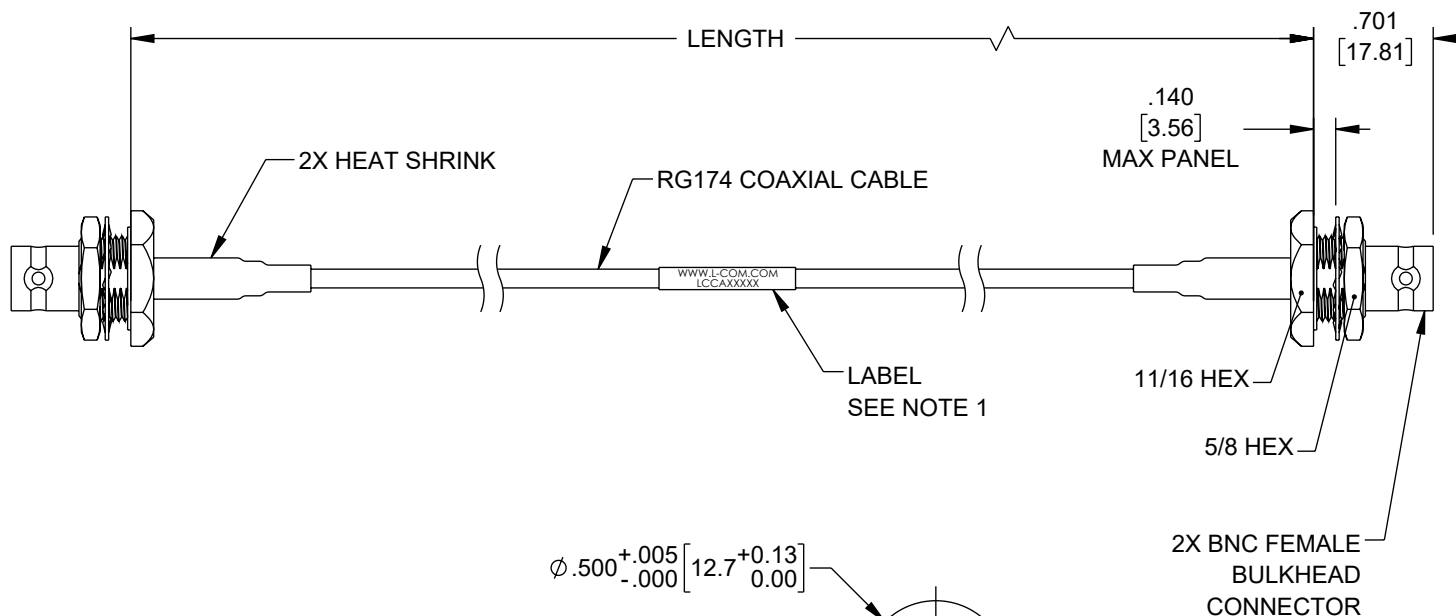 LENGTH
.701
[17.81]
.140
[3.56]
MAX PANEL
2X HEAT SHRINK
RG174 COAXIAL CABLE
WWW.L-COM.COM
LCCAXXXXX
LABEL
SEE NOTE 1
11/16 HEX
5/8 HEX
2X BNC FEMALE
BULKHEAD
CONNECTOR
⌀.500 +.005 -.000 [12.7 +0.13 0.00]